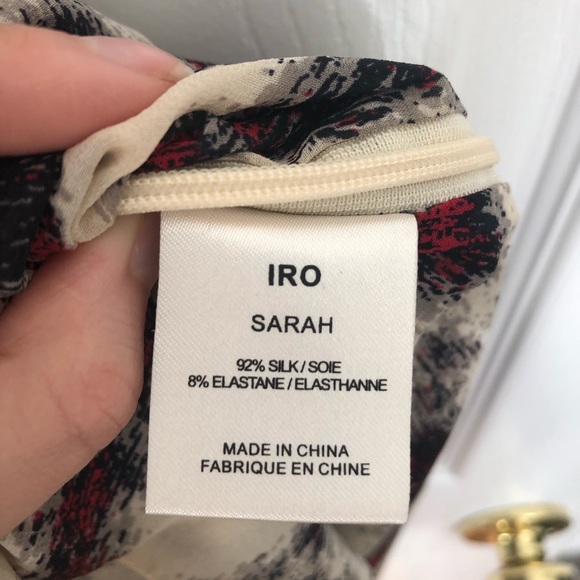 IRO
SARAH
92% SILK / SOIE
8% ELASTANE / ELASTHANNE
MADE IN CHINA
FABRIQUE EN CHINE